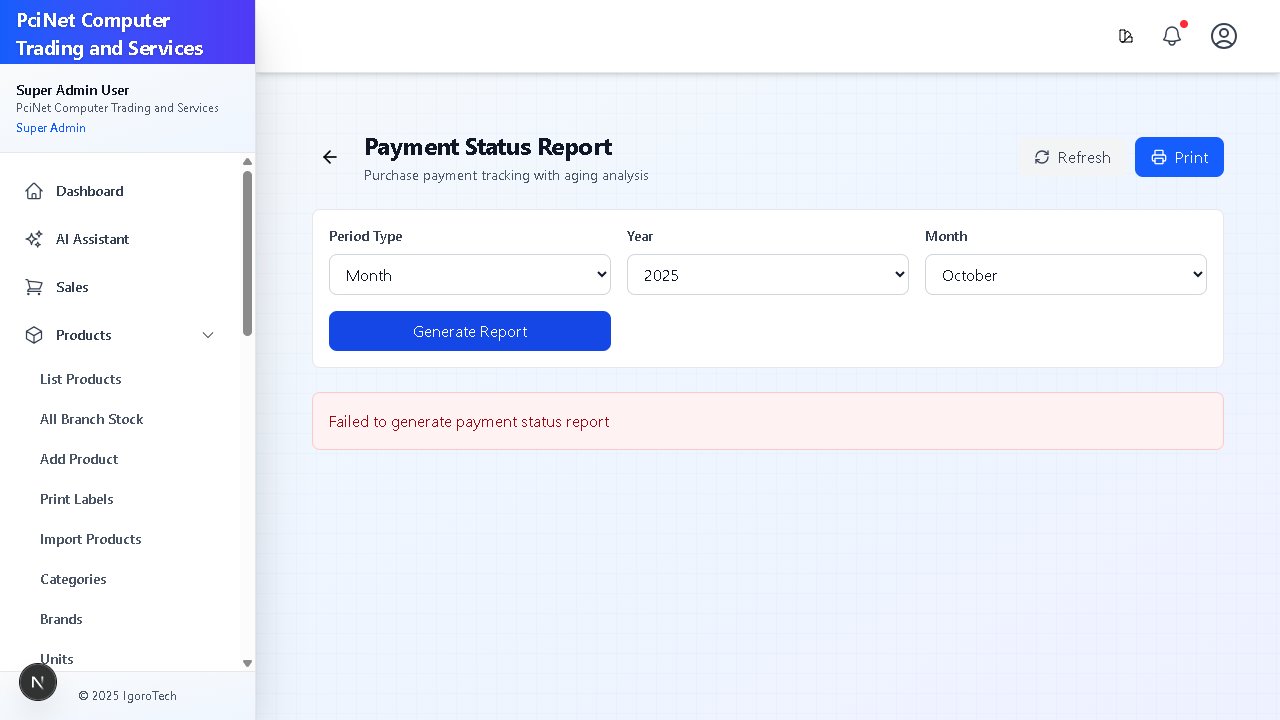 PciNet Computer
Trading and Services
Super Admin User
PciNet Computer Trading and Services
Super Admin
Dashboard
AI Assistant
Sales
Products
List Products
All Branch Stock
Add Product
Print Labels
Import Products
Categories
Brands
Units
N
© 2025 IgoroTech
Payment Status Report
Purchase payment tracking with aging analysis
Refresh
Print
Period Type
Year
Month
Month
2025
October
Generate Report
Failed to generate payment status report